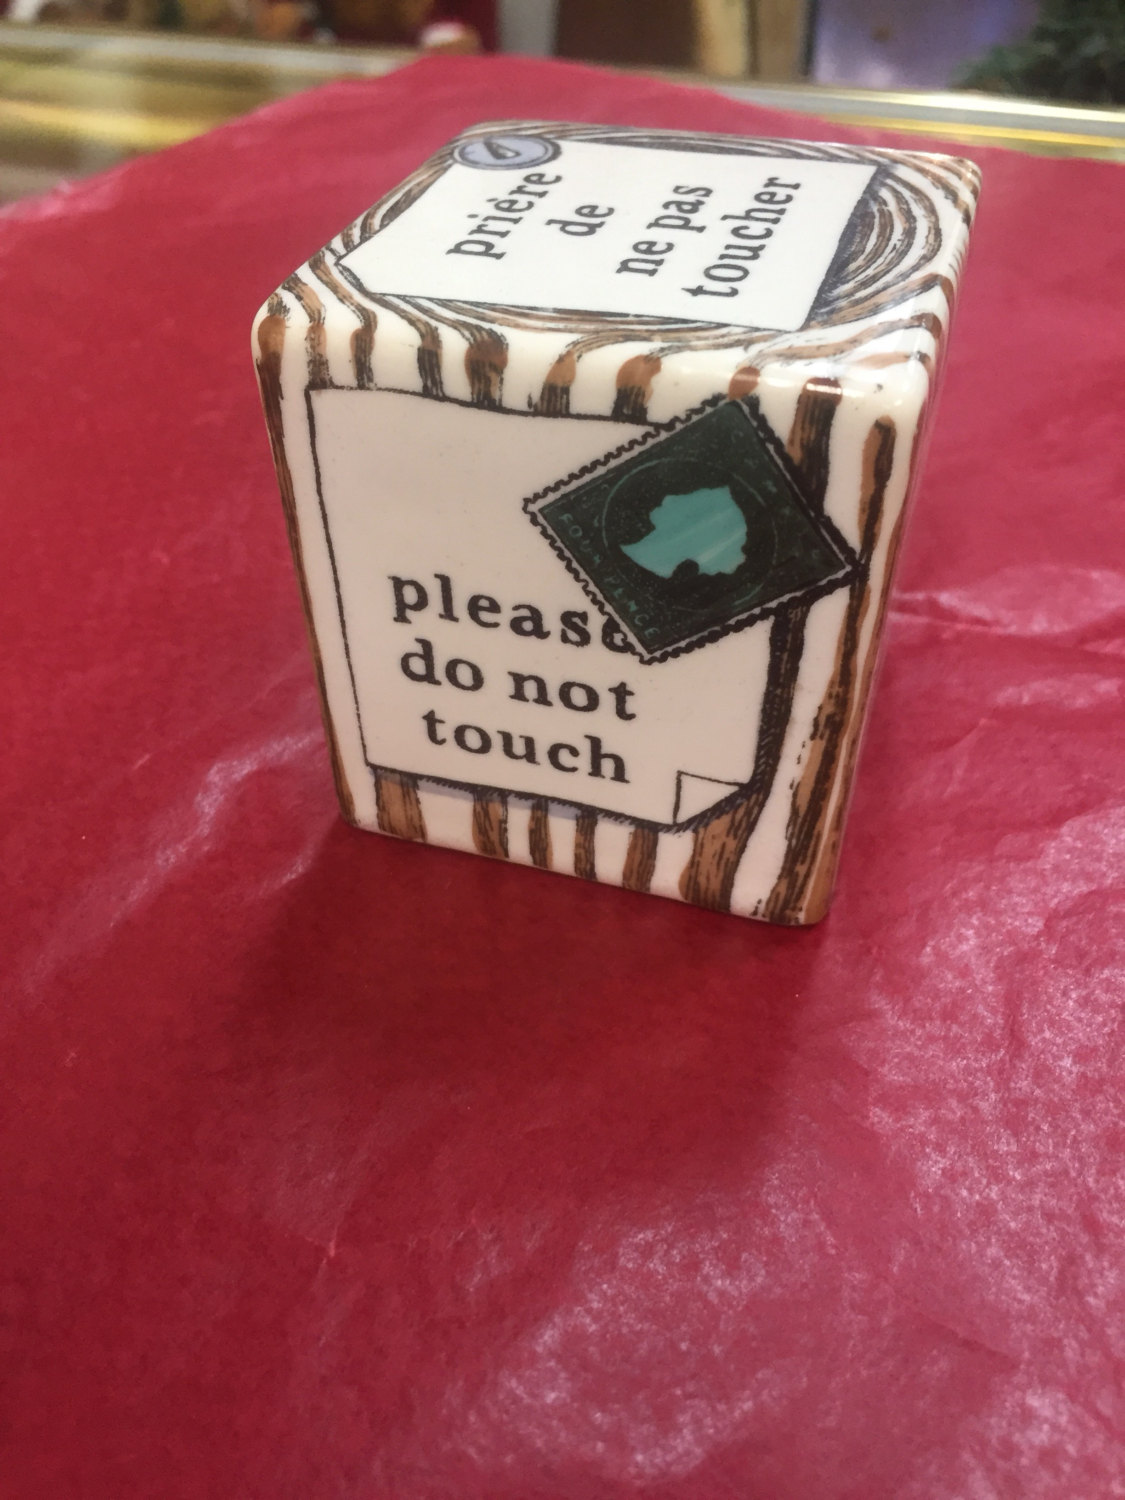 prière
de
ne pas
toucher
please
do not
touch